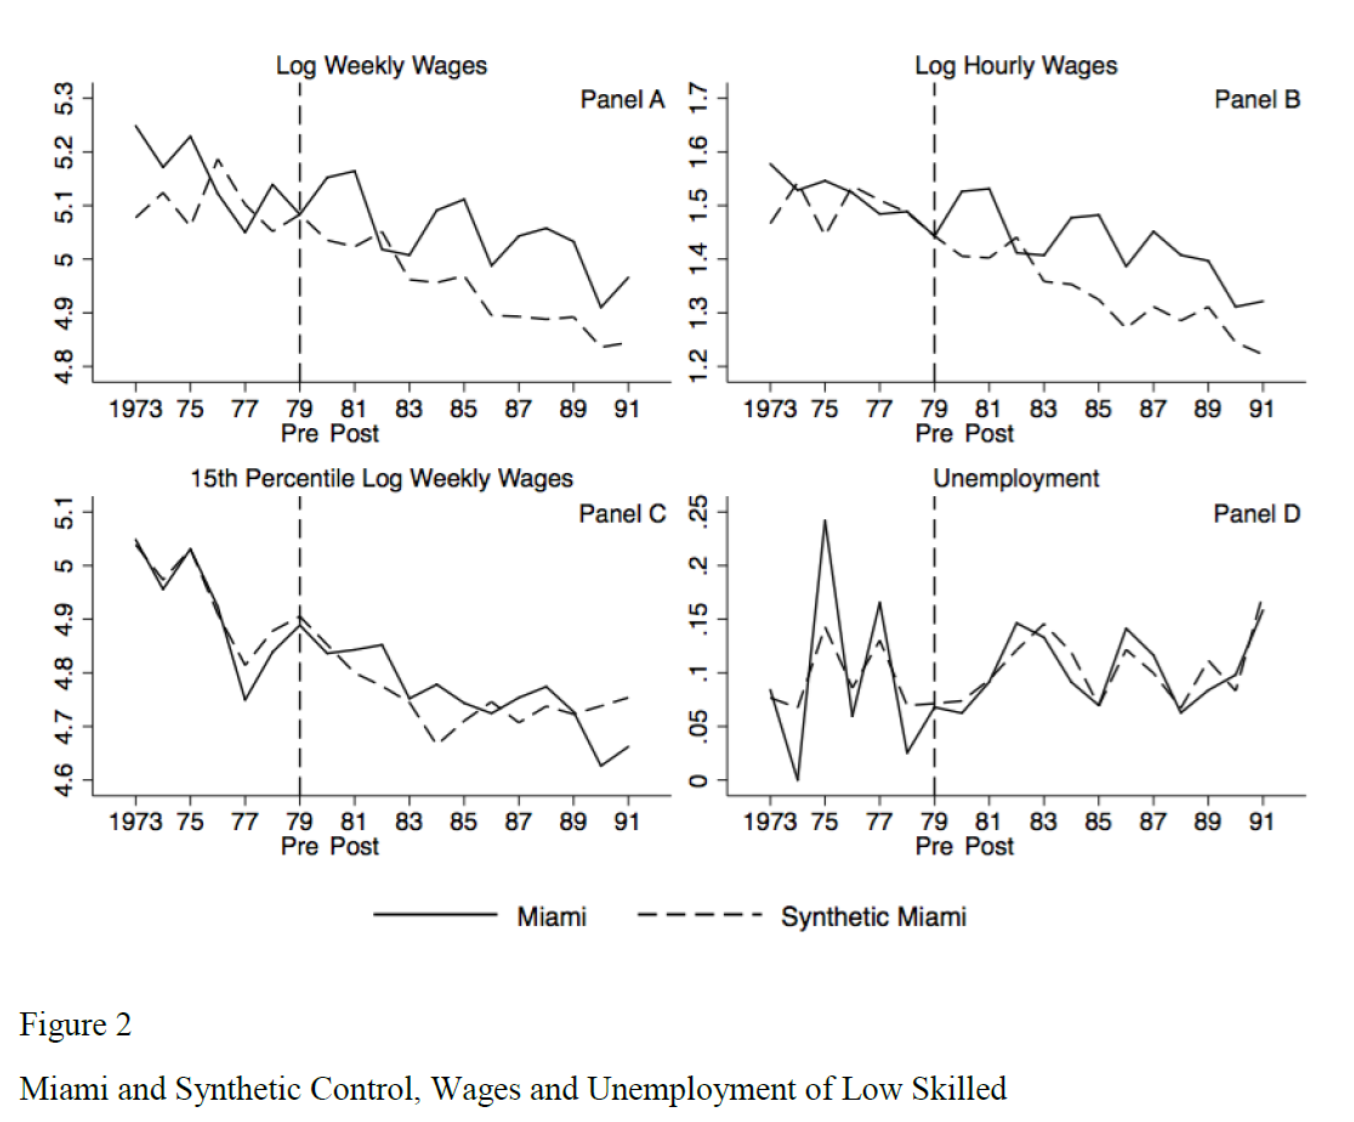 Log Weekly Wages
Panel A
5.3
5.2
5.1
5
4.9
4.8
1973 75 77 79 81 83 85 87 89 91
Pre Post
Log Hourly Wages
Panel B
1.7
1.6
1.5
1.4
1.3
1.2
1973 75 77 79 81 83 85 87 89 91
Pre Post
15th Percentile Log Weekly Wages
Panel C
5.1
5
4.9
4.8
4.7
4.6
1973 75 77 79 81 83 85 87 89 91
Pre Post
Unemployment
Panel D
.25
.2
.15
.1
.05
0
1973 75 77 79 81 83 85 87 89 91
Pre Post
Miami
Synthetic Miami
Figure 2
Miami and Synthetic Control, Wages and Unemployment of Low Skilled